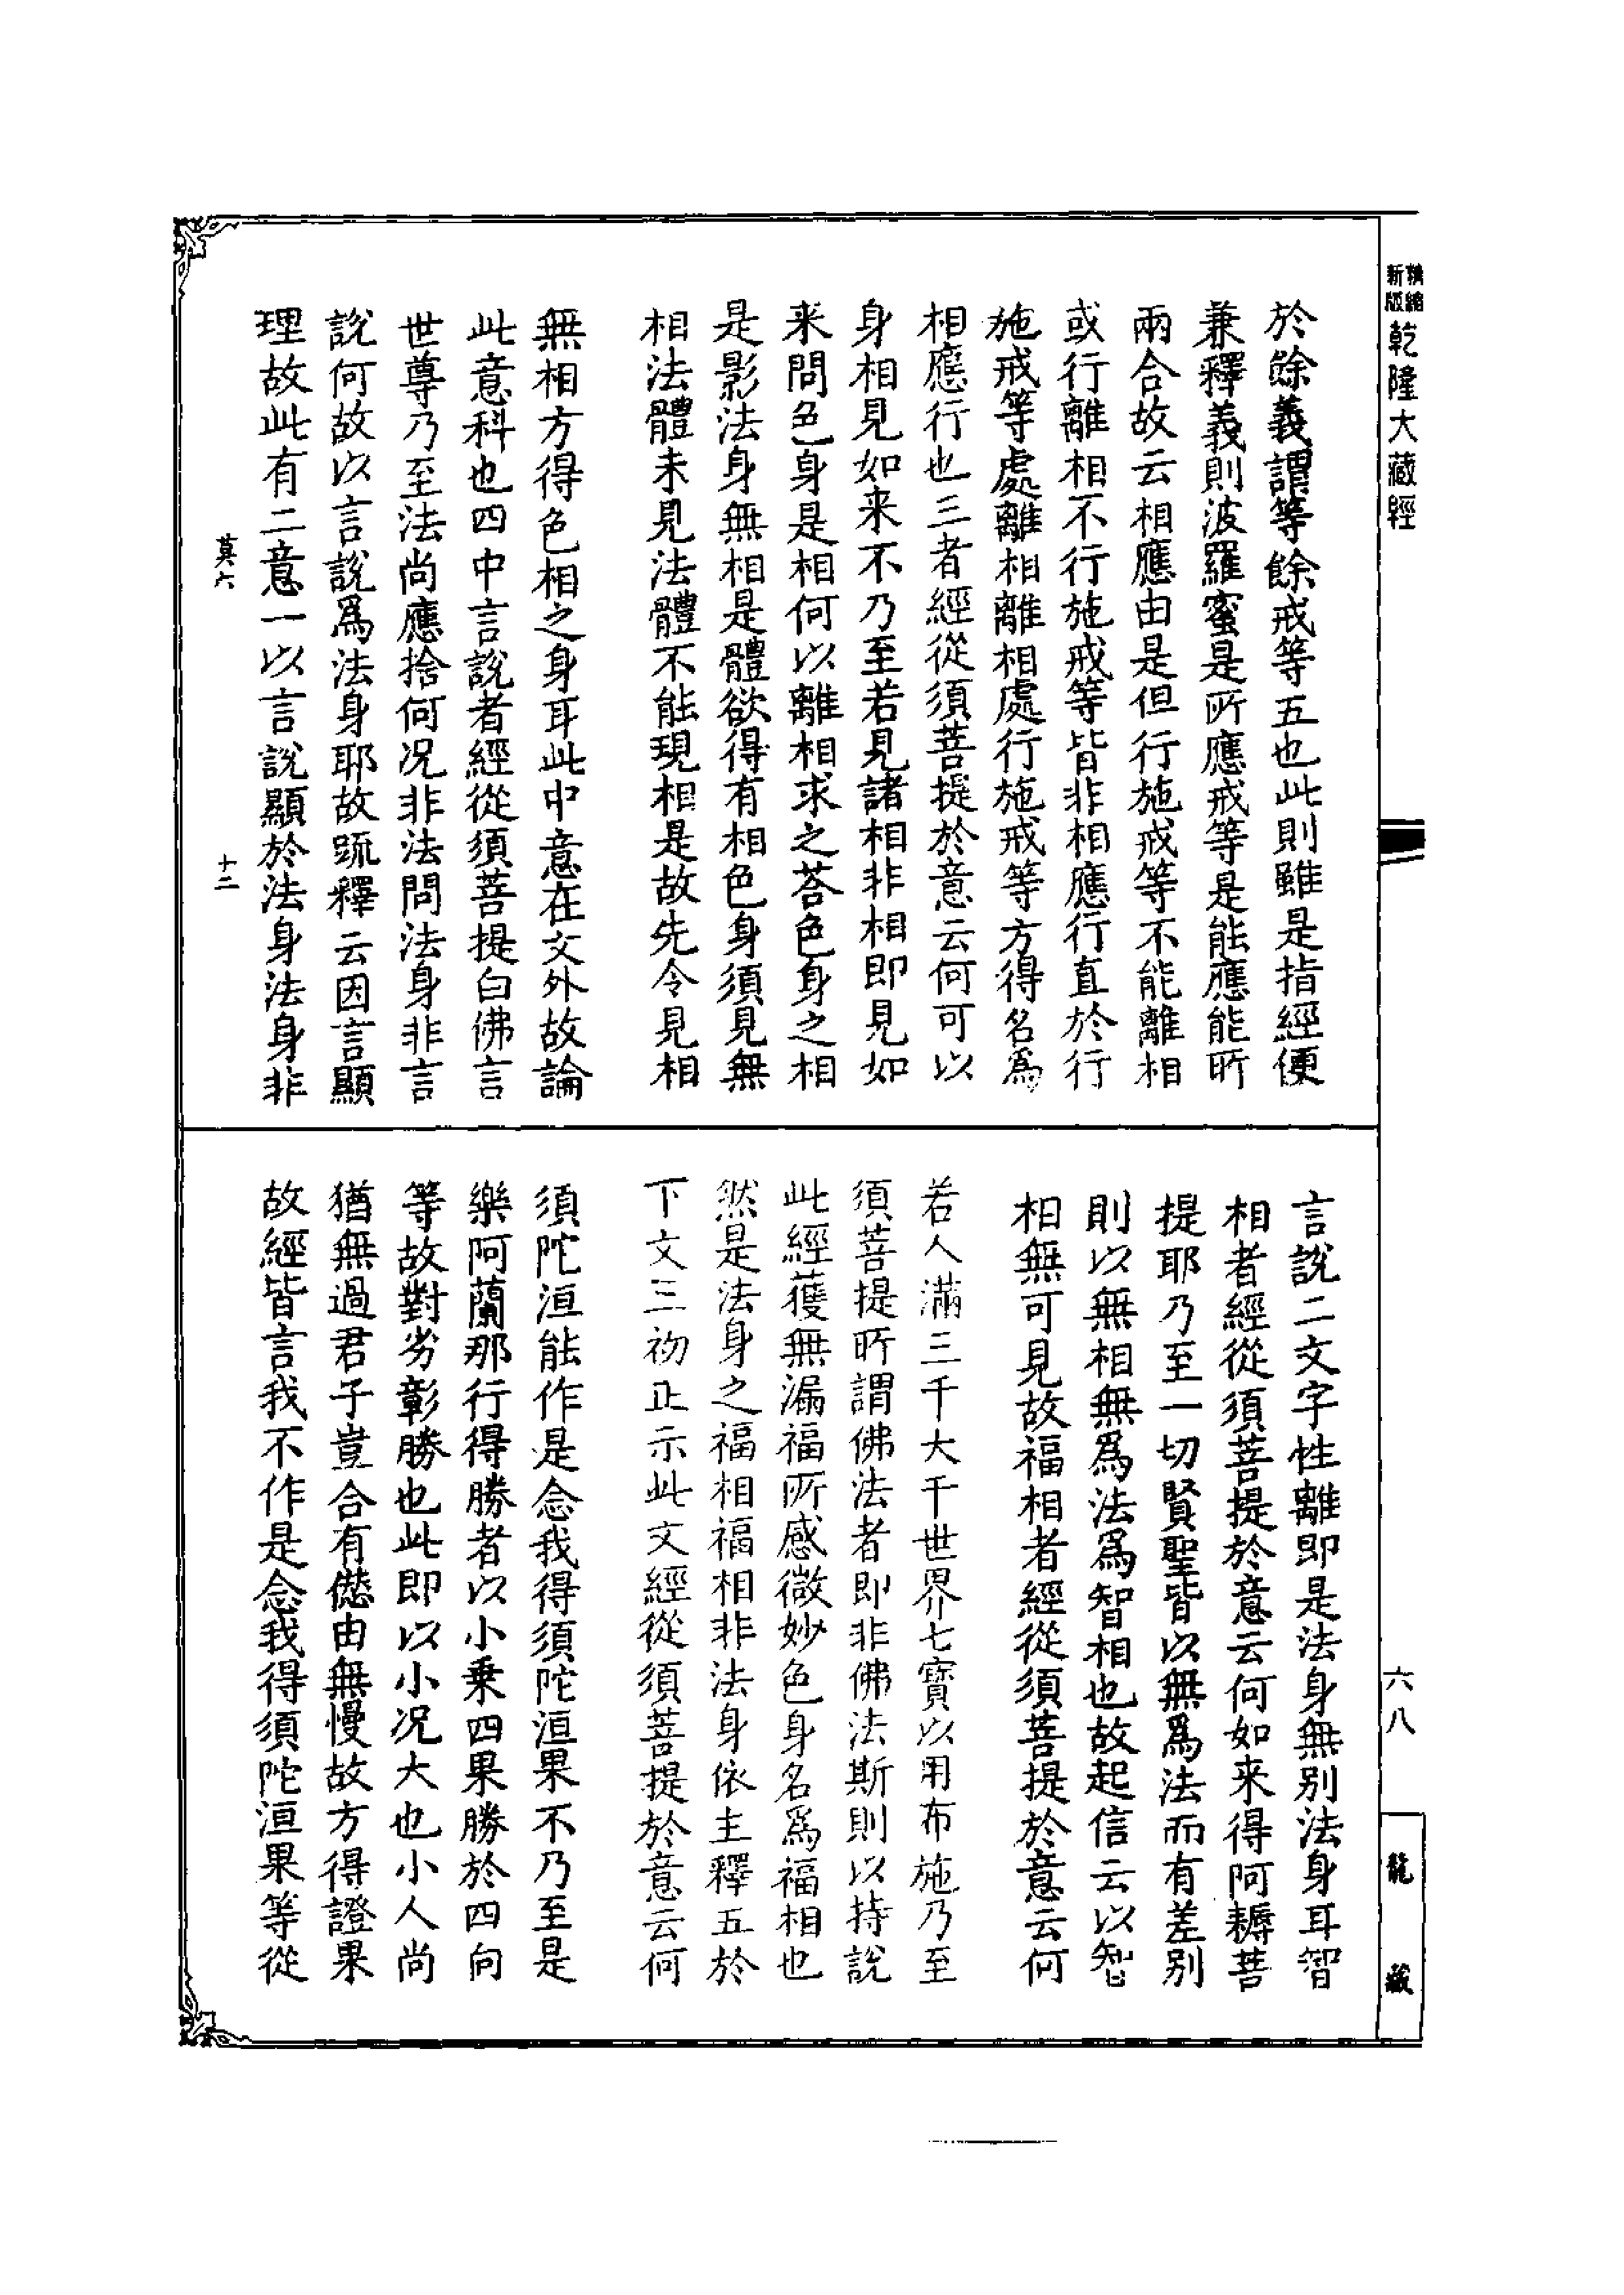 精縮
新版
乾隆大藏經
六八
龍藏
於餘義謂等餘戒等五也此則雖是指經便
兼釋義則波羅蜜是所應戒等是能應能所
兩合故云相應由是但行施戒等不能離相
或行離相不行施戒等皆非相應行直於行
施戒等處離相離相處行施戒等方得名爲
相應行也三者經從須菩提於意云何可以
身相見如来不乃至若見諸相非相即見如
来問色身是相何以離相求之荅色身之相
是影法身無相是體欲得有相色身須見無
相法體未見法體不能現相是故先令見相
無相方得色相之身耳此中意在文外故論
此意科也四中言說者經從須菩提白佛言
世尊乃至法尚應捨何况非法問法身非言
說何故以言說爲法身耶故䟽釋云因言顯
理故此有二意一以言說顯於法身法身非
莫六
十二
言說二文字性離即是法身無别法身耳智
相者經從須菩提於意云何如来得阿耨菩
提耶乃至一切賢聖皆以無爲法而有差别
則以無相無爲法爲智相也故起信云以智
相無可見故福相者經從須菩提於意云何
若人滿三千大千世界七寶以用布施乃至
須菩提所謂佛法者即非佛法斯則以持說
此經獲無漏福所感微妙色身名爲福相也
然是法身之福相福相非法身依主釋五於
下文三初正示此文經從須菩提於意云何
須陀洹能作是念我得須陀洹果不乃至是
樂阿蘭那行得勝者以小乗四果勝於四向
等故對劣彰勝也此即以小况大也小人尚
猶無過君子豈合有愆由無慢故方得證果
故經皆言我不作是念我得須陀洹果等從